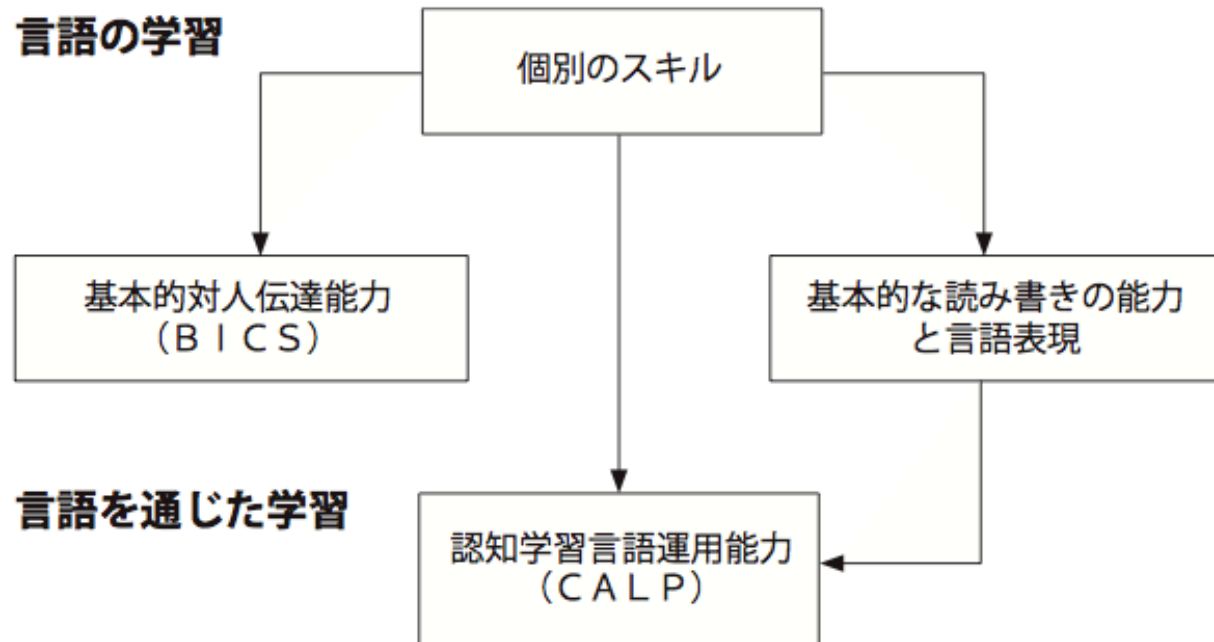 言語の学習
個別のスキル
基本的対人伝達能力
（ＢＩＣＳ）
基本的な読み書きの能力
と言語表現
言語を通じた学習
認知学習言語運用能力
（ＣＡＬＰ）